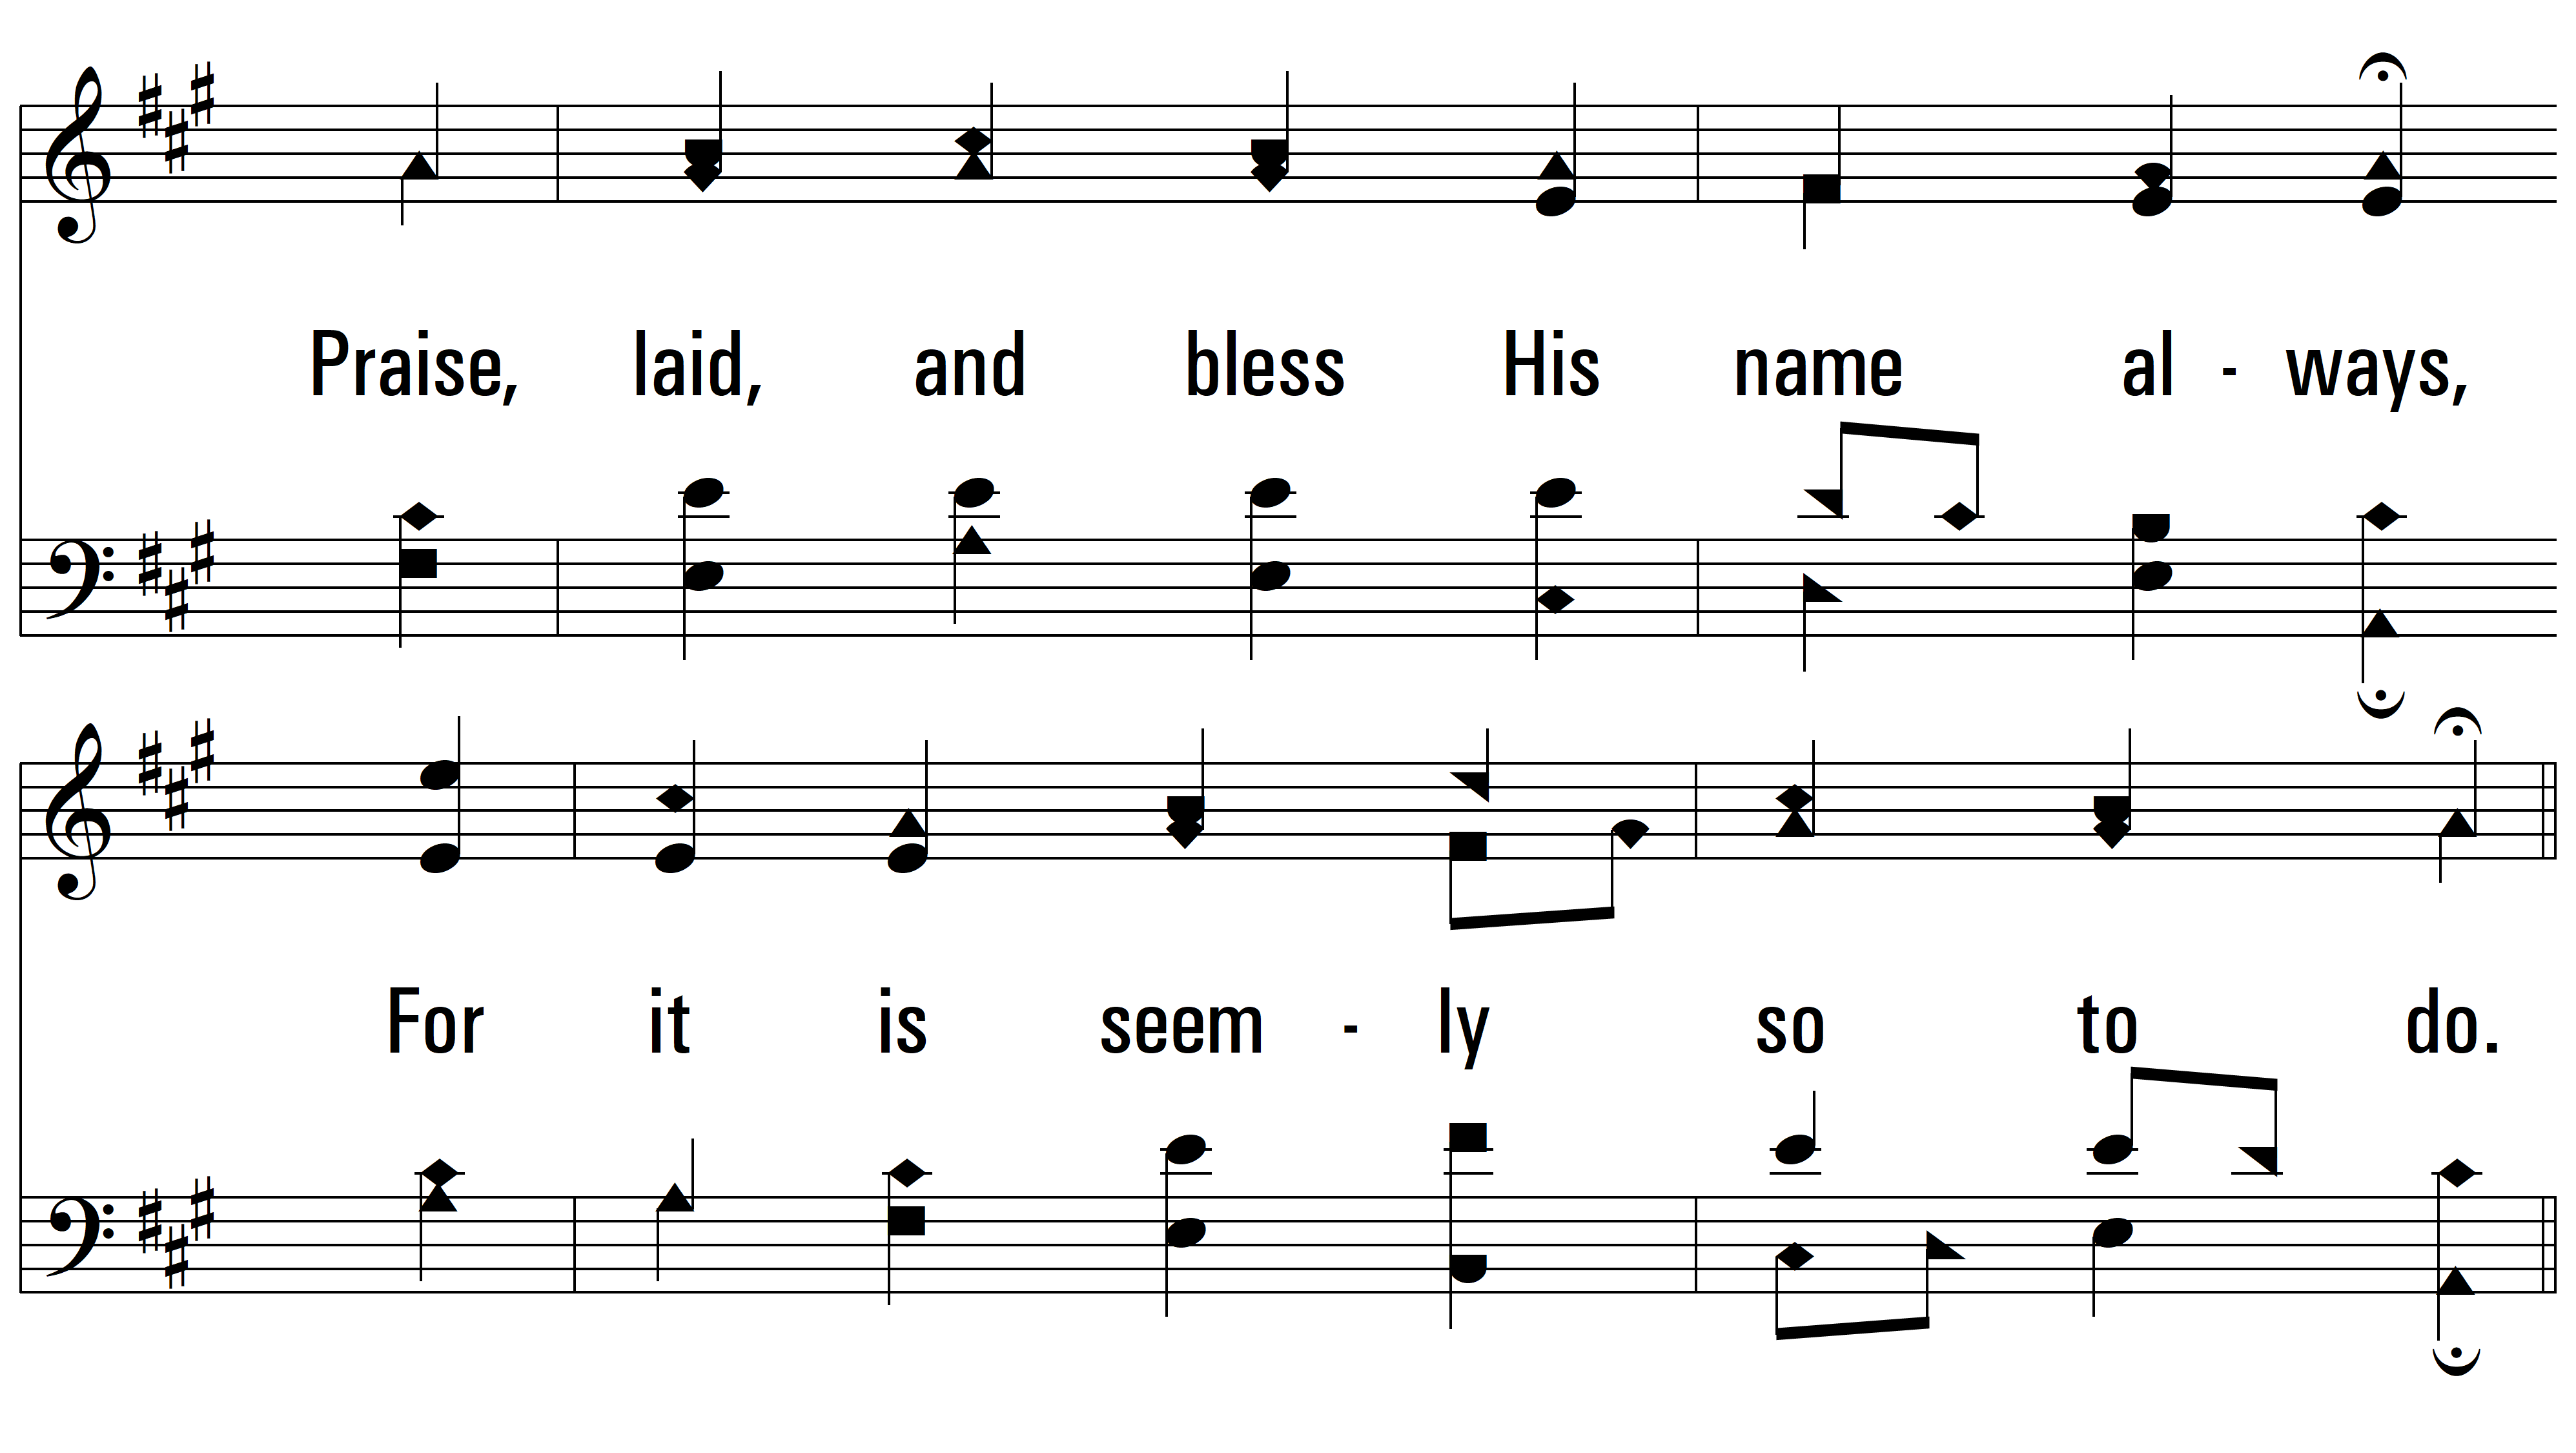 Praise, laid, and bless His name al - ways,
For it is seem - ly so to do.